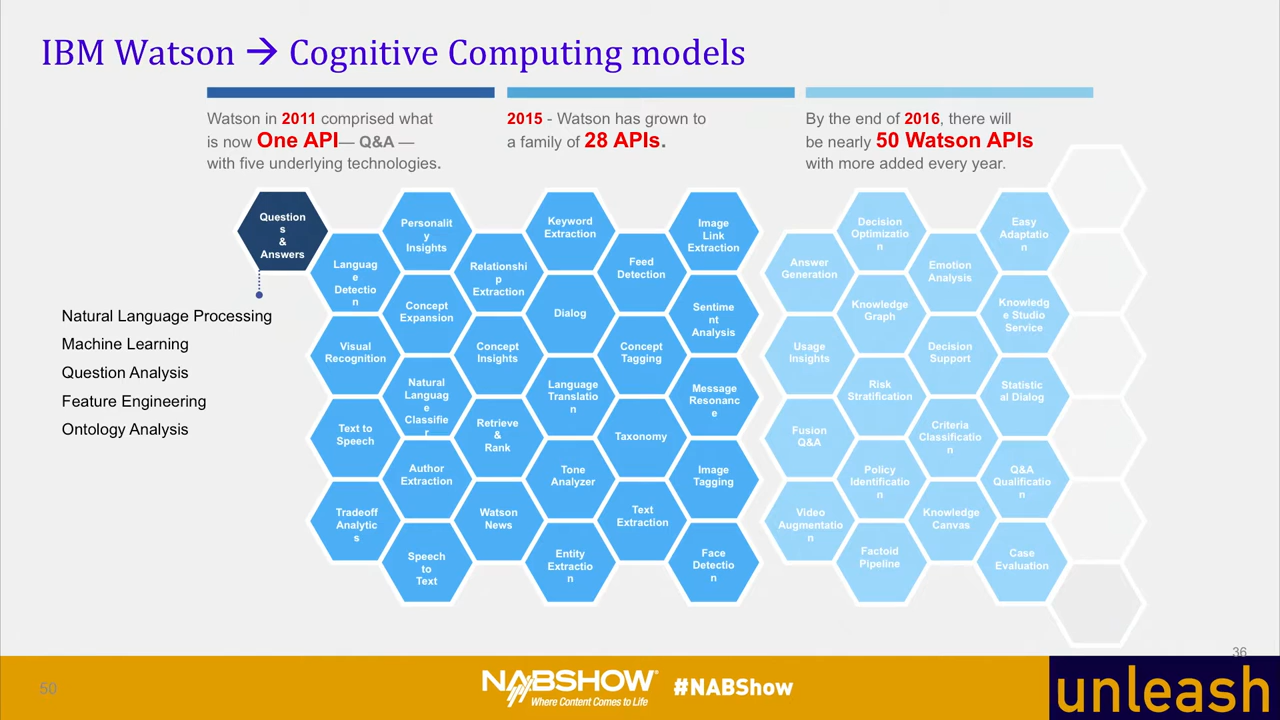 IBM Watson → Cognitive Computing models
Watson in 2011 comprised what
is now One API— Q&A —
with five underlying technologies.
2015 - Watson has grown to
a family of 28 APIs.
By the end of 2016, there will
be nearly 50 Watson APIs
with more added every year.
Question
s
&
Answers
Natural Language Processing
Machine Learning
Question Analysis
Feature Engineering
Ontology Analysis
Languag
e
Detectio
n
Visual
Recognition
Text to
Speech
Tradeoff
Analytic
s
Personalit
y
Insights
Concept
Expansion
Natural
Languag
e
Classifie
r
Author
Extraction
Speech
to
Text
Relationshi
p
Extraction
Concept
Insights
Retrieve
&
Rank
Watson
News
Keyword
Extraction
Dialog
Language
Translatio
n
Tone
Analyzer
Entity
Extractio
n
Feed
Detection
Concept
Tagging
Taxonomy
Text
Extraction
Image
Link
Extraction
Sentime
nt
Analysis
Message
Resonanc
e
Image
Tagging
Face
Detectio
n
Answer
Generation
Usage
Insights
Fusion
Q&A
Video
Augmentatio
n
Decision
Optimizatio
n
Knowledge
Graph
Risk
Stratification
Policy
Identificatio
n
Factoid
Pipeline
Emotion
Analysis
Decision
Support
Criteria
Classificatio
n
Knowledge
Canvas
Easy
Adaptatio
n
Knowledg
e Studio
Service
Statistic
al Dialog
Q&A
Qualificatio
n
Case
Evaluation
36
50
NABSHOW®
Where Content Comes to Life
#NABShow
unleash